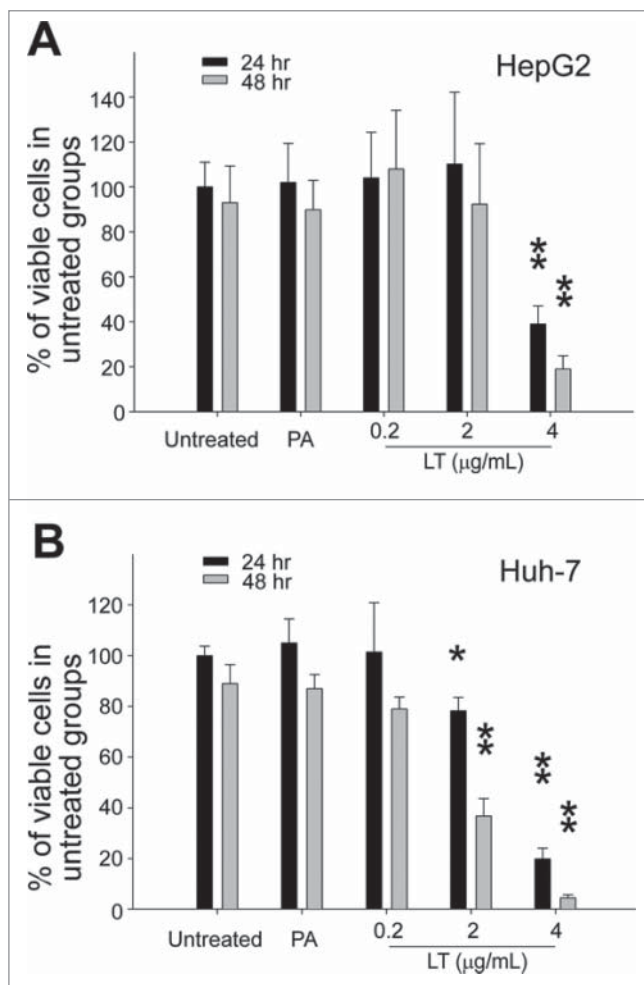 A
HepG2
24 hr
48 hr
% of viable cells in
untreated groups
140
120
100
80
60
40
20
0
**
**
Untreated PA 0.2 2 4
LT (μg/mL)
B
Huh-7
24 hr
48 hr
% of viable cells in
untreated groups
120
100
80
60
40
20
0
*
**
**
**
Untreated PA 0.2 2 4
LT (μg/mL)